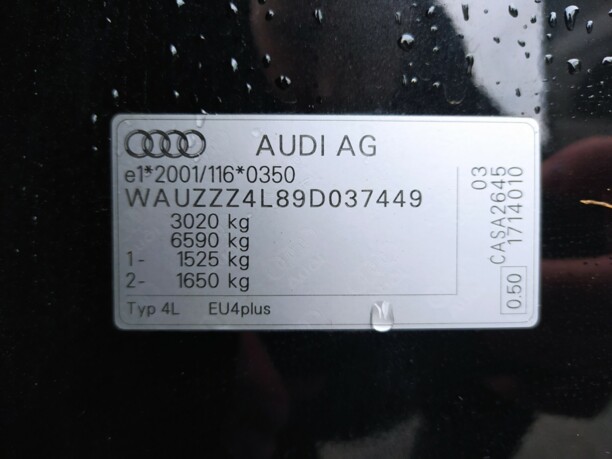 AUDI AG
e1*2001/116*0350
WAUZZZ4L89D037449
3020 kg
6590 kg
1- 1525 kg
2- 1650 kg
Typ 4L EU4plus
03
CASA2645
1714010
0.50